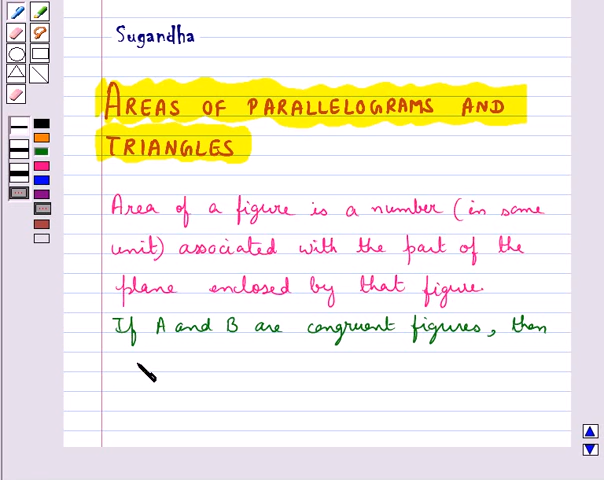 Sugandha
AREAS OF PARALLELOGRAMS AND
TRIANGLES
Area of a figure is a number (in some
unit) associated with the part of the
plane enclosed by that figure.
If A and B are congruent figures, then